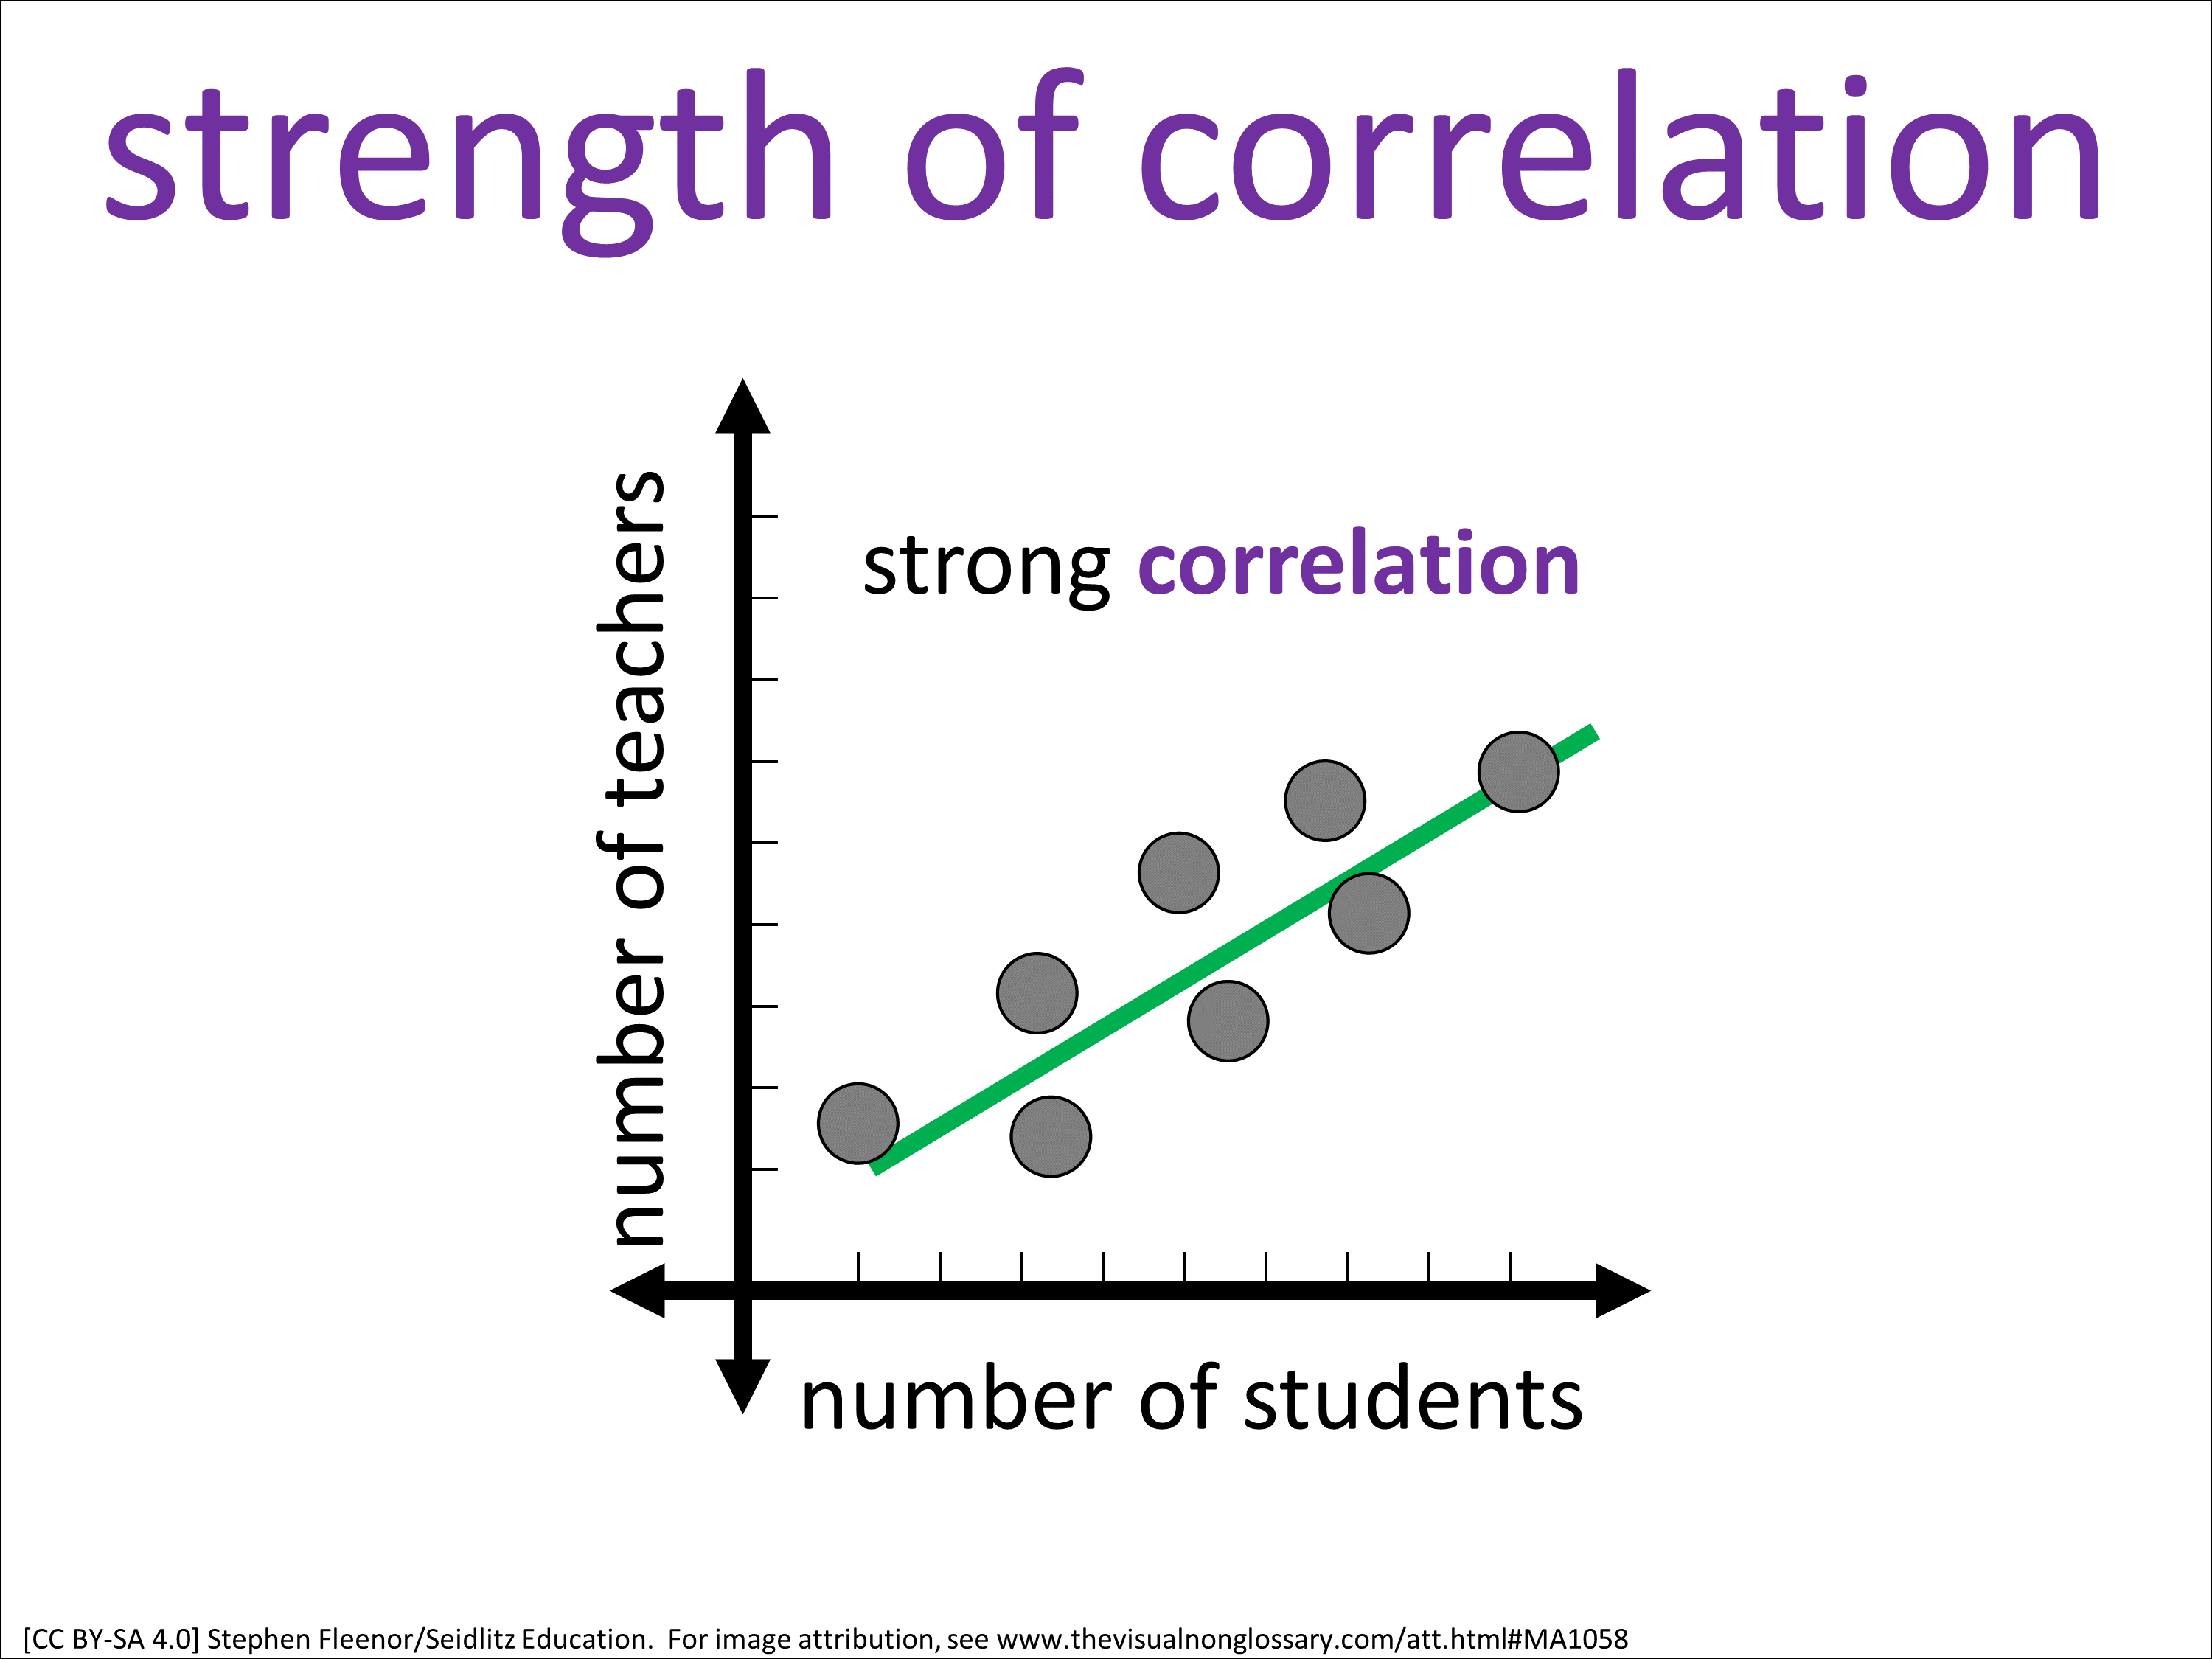 strength of correlation
strong correlation
number of teachers
number of students
[CC BY-SA 4.0] Stephen Fleenor/Seidlitz Education.  For image attribution, see www.thevisualnonglossary.com/att.html#MA1058